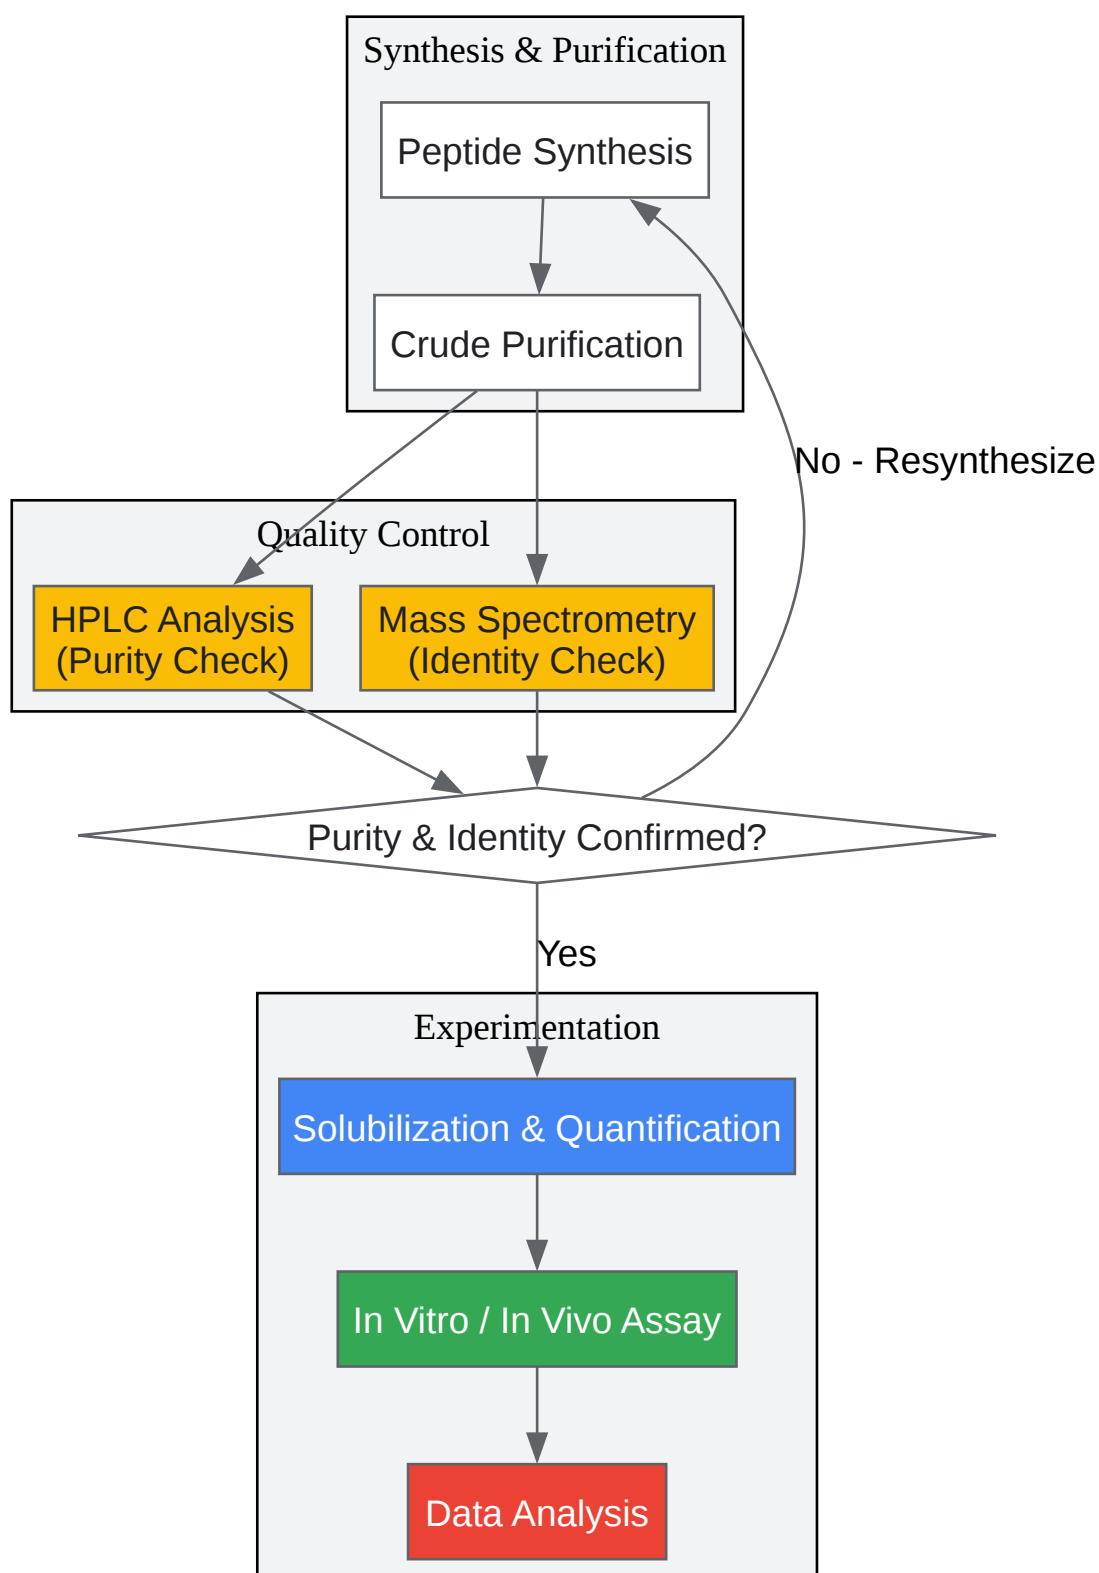 Synthesis & Purification
Peptide Synthesis
Crude Purification
No - Resynthesize
Quality Control
HPLC Analysis
(Purity Check)
Mass Spectrometry
(Identity Check)
Purity & Identity Confirmed?
Yes
Experimentation
Solubilization & Quantification
In Vitro / In Vivo Assay
Data Analysis